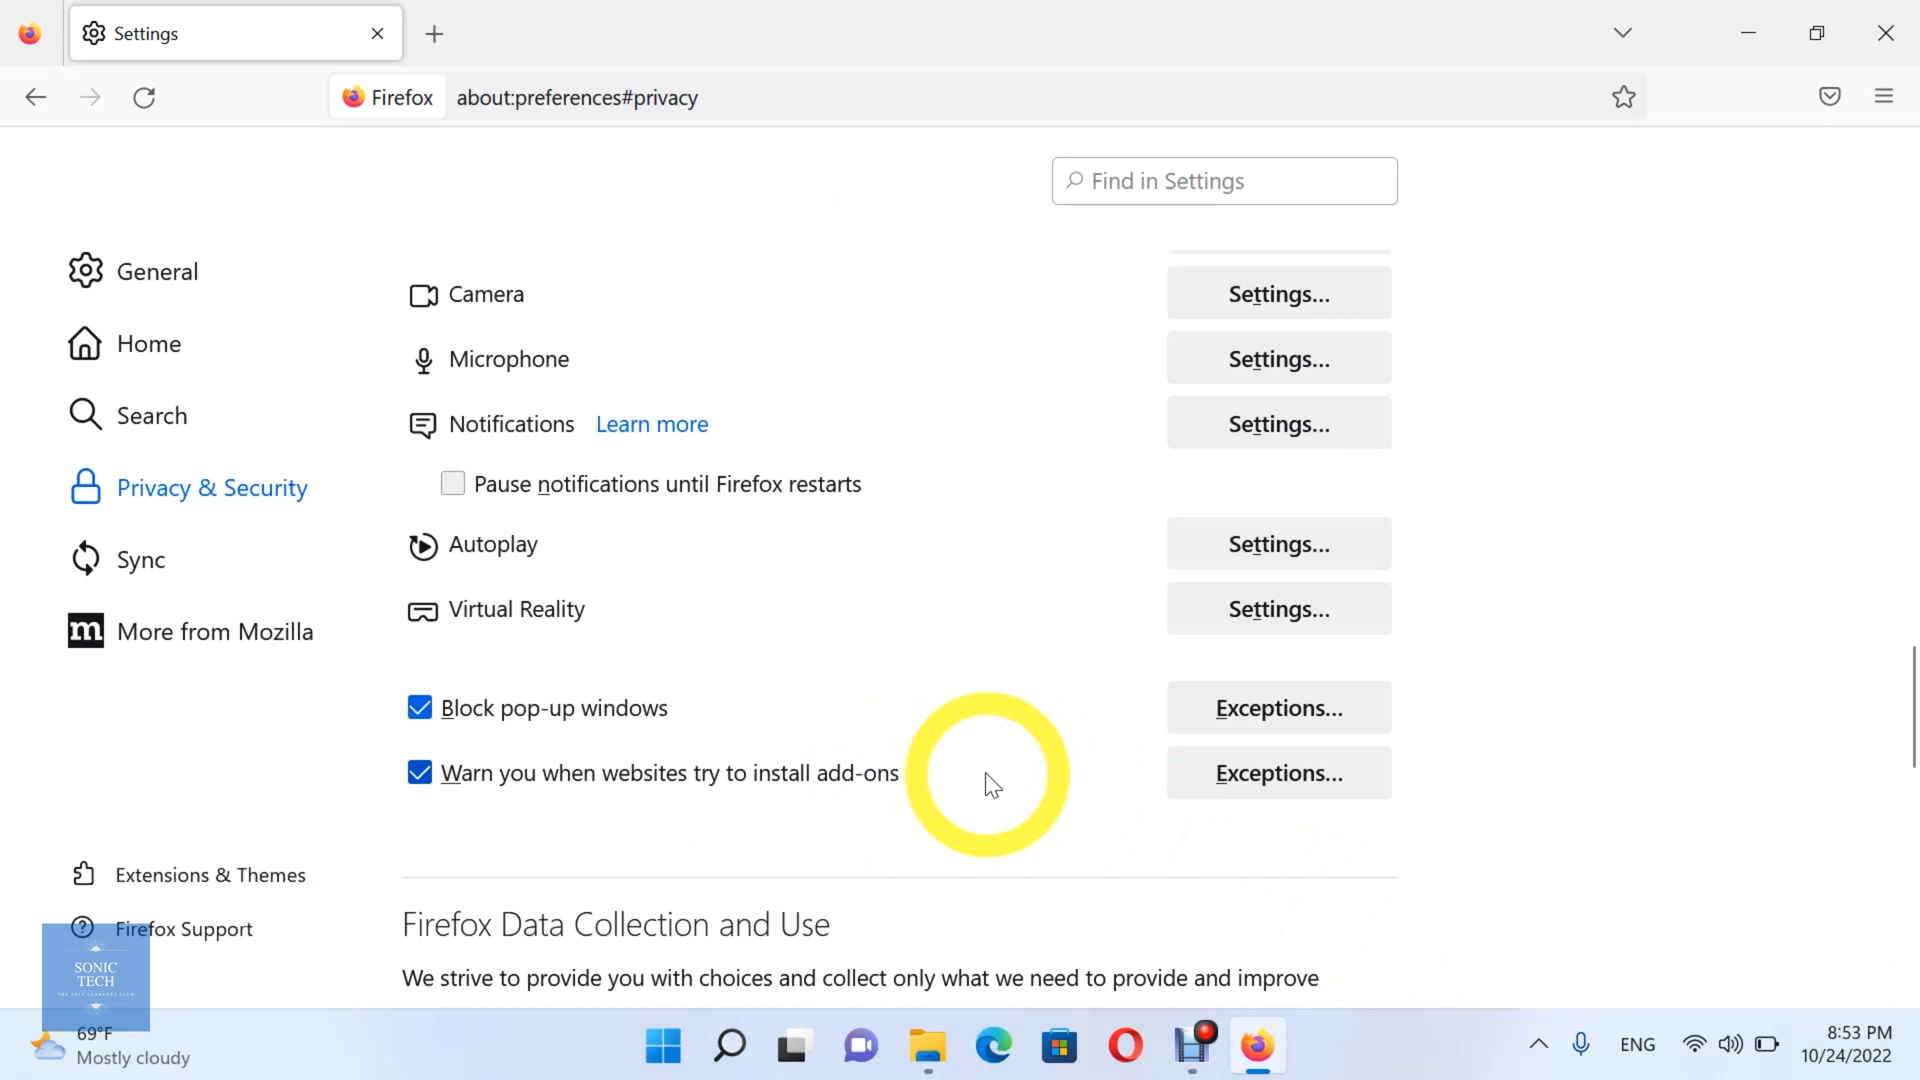 Settings
Firefox about:preferences#privacy
Find in Settings
General
Home
Search
Privacy & Security
Sync
More from Mozilla
Extensions & Themes
Firefox Support
Camera Settings...
Microphone Settings...
Notifications Learn more Settings...
Pause notifications until Firefox restarts
Autoplay Settings...
Virtual Reality Settings...
Block pop-up windows Exceptions...
Warn you when websites try to install add-ons Exceptions...
Firefox Data Collection and Use
We strive to provide you with choices and collect only what we need to provide and improve
SONIC
TECH
69°F
Mostly cloudy
ENG
8:53 PM
10/24/2022